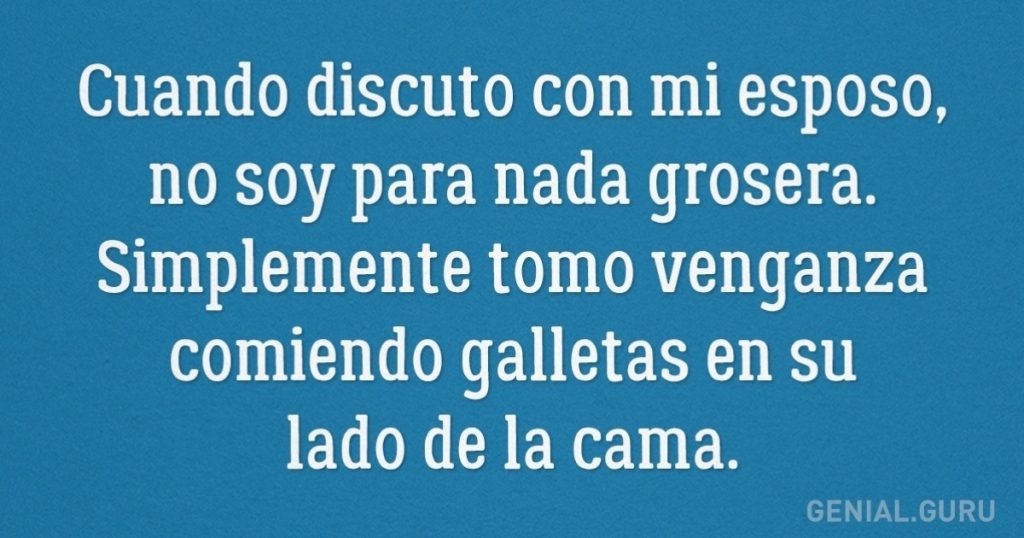 Cuando discuto con mi esposo,
no soy para nada grosera.
Simplemente tomo venganza
comiendo galletas en su
lado de la cama.
GENIAL.GURU